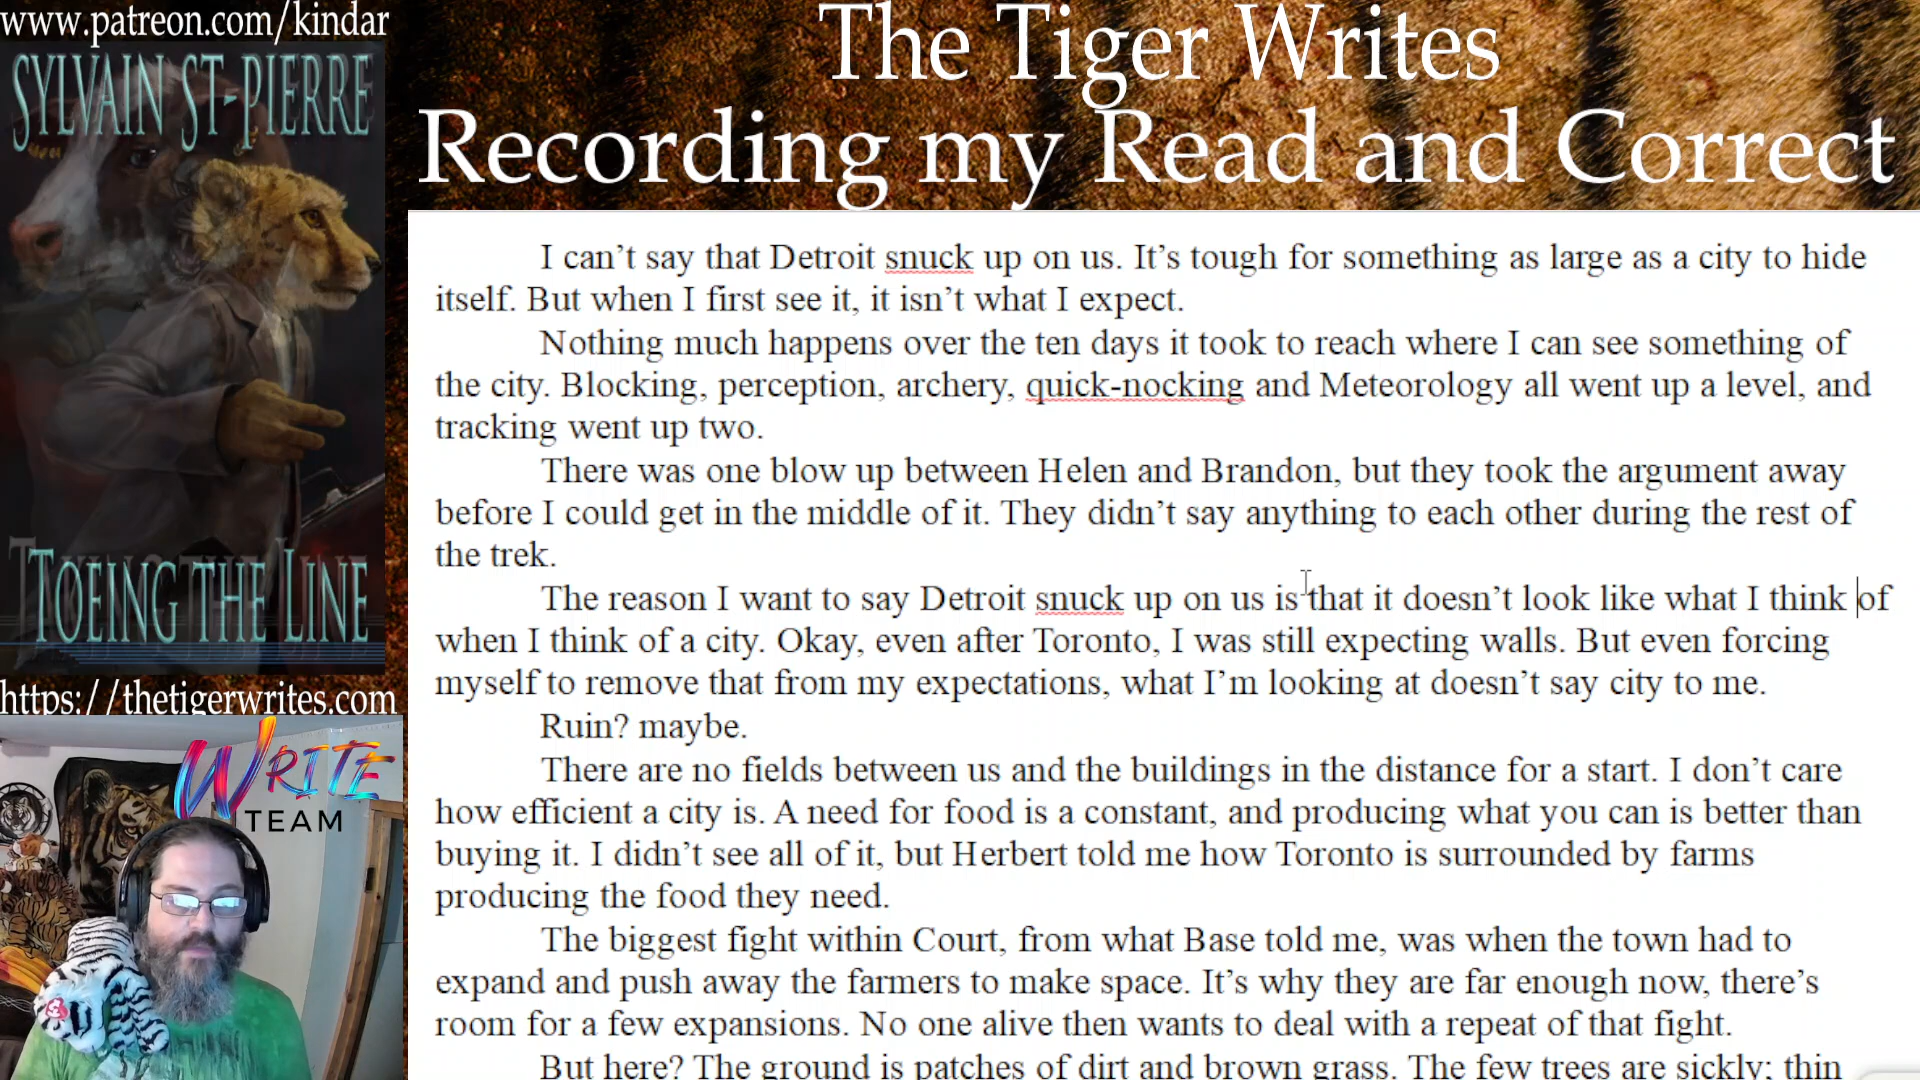 www.patreon.com/kindar
SYLVAIN ST-PIERRE
TOEING THE LINE
https://thetigerwrites.com
WRITE
TEAM
The Tiger Writes
Recording my Read and Correct
I can’t say that Detroit snuck up on us. It’s tough for something as large as a city to hide
itself. But when I first see it, it isn’t what I expect.
Nothing much happens over the ten days it took to reach where I can see something of
the city. Blocking, perception, archery, quick-nocking and Meteorology all went up a level, and
tracking went up two.
There was one blow up between Helen and Brandon, but they took the argument away
before I could get in the middle of it. They didn’t say anything to each other during the rest of
the trek.
The reason I want to say Detroit snuck up on us is that it doesn’t look like what I think of
when I think of a city. Okay, even after Toronto, I was still expecting walls. But even forcing
myself to remove that from my expectations, what I’m looking at doesn’t say city to me.
Ruin? maybe.
There are no fields between us and the buildings in the distance for a start. I don’t care
how efficient a city is. A need for food is a constant, and producing what you can is better than
buying it. I didn’t see all of it, but Herbert told me how Toronto is surrounded by farms
producing the food they need.
The biggest fight within Court, from what Base told me, was when the town had to
expand and push away the farmers to make space. It’s why they are far enough now, there’s
room for a few expansions. No one alive then wants to deal with a repeat of that fight.
But here? The ground is patches of dirt and brown grass. The few trees are sickly; thin